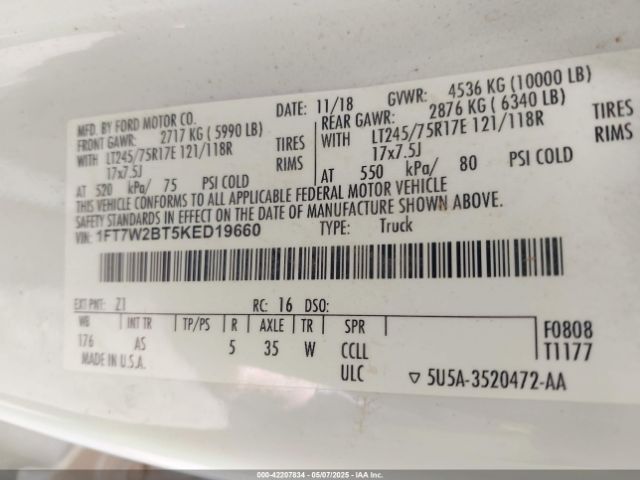 MFD. BY FORD MOTOR CO. DATE: 11/18 GVWR: 4536 KG (10000 LB)
FRONT GAWR: 2717 KG ( 5990 LB) REAR GAWR: 2876 KG ( 6340 LB)
WITH LT245/75R17E 121/118R TIRES WITH LT245/75R17E 121/118R TIRES
17x7.5J RIMS 17x7.5J RIMS
AT 520 kPa/ 75 PSI COLD AT 550 kPa/ 80 PSI COLD
THIS VEHICLE CONFORMS TO ALL APPLICABLE FEDERAL MOTOR VEHICLE
SAFETY STANDARDS IN EFFECT ON THE DATE OF MANUFACTURE SHOWN ABOVE.
VIN: 1FT7W2BT5KED19660 TYPE: Truck
EXT PNT: Z1 RC: 16 DSO:
WB INT TR TP/PS R AXLE TR SPR F0808
176 AS 5 35 W CCLL T1177
MADE IN U.S.A. ULC ▽ 5U5A-3520472-AA
000-42207834 - 05/07/2025 - IAAI - Copart